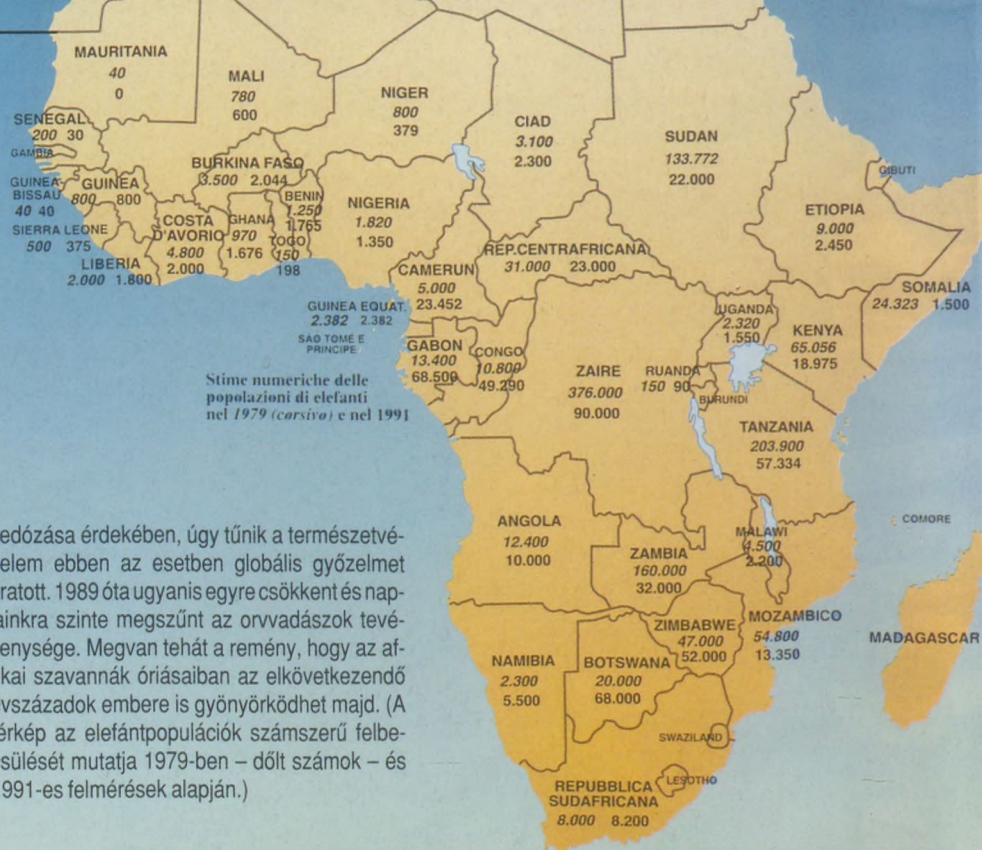 MAURITANIA
40
0
MALI
780
600
NIGER
800
379
CIAD
3.100
2.300
SUDAN
133.772
22.000
SENEGAL
200 30
GAMBIA
GUINEA
BISSAU
40 40
GUINEA
800 800
SIERRA LEONE
500 375
LIBERIA
2.000 1.800
BURKINA FASO
3.500 2.044
COSTA
D'AVORIO
4.800
2.000
GHANA
970
1.676
TOGO
150
198
BENIN
1.250
1.765
NIGERIA
1.820
1.350
GIBUTI
ETIOPIA
9.000
2.450
SOMALIA
24.323 1.500
CAMERUN
5.000
23.452
REP.CENTRAFRICANA
31.000 23.000
GUINEA EQUAT.
2.382 2.382
SAO TOME E
PRINCIPE
GABON
13.400
68.500
CONGO
10.800
49.290
ZAIRE
376.000
90.000
UGANDA
2.320
1.550
KENYA
65.056
18.975
RUANDA
150 90
BURUNDI
TANZANIA
203.900
57.334
Stime numeriche delle
popolazioni di elefanti
nel 1979 (corsivo) e nel 1991
ANGOLA
12.400
10.000
ZAMBIA
160.000
32.000
MALAWI
4.500
2.200
COMORE
MOZAMBICO
54.800
13.350
MADAGASCAR
ZIMBABWE
47.000
52.000
NAMIBIA
2.300
5.500
BOTSWANA
20.000
68.000
SWAZILAND
LESOTHO
REPUBBLICA
SUDAFRICANA
8.000 8.200
edózása érdekében, úgy tűnik a természetvé-
elem ebben az esetben globális győzelmet
ratott. 1989 óta ugyanis egyre csökkent és nap-
ainkra szinte megszűnt az orvvadászok tevé-
enysége. Megvan tehát a remény, hogy az af-
kai szavannák óriásaiban az elkövetkezendő
vszázadok embere is gyönyörködhet majd. (A
érkép az elefántpopulációk számszerű felbe-
sülését mutatja 1979-ben – dőlt számok – és
991-es felmérések alapján.)